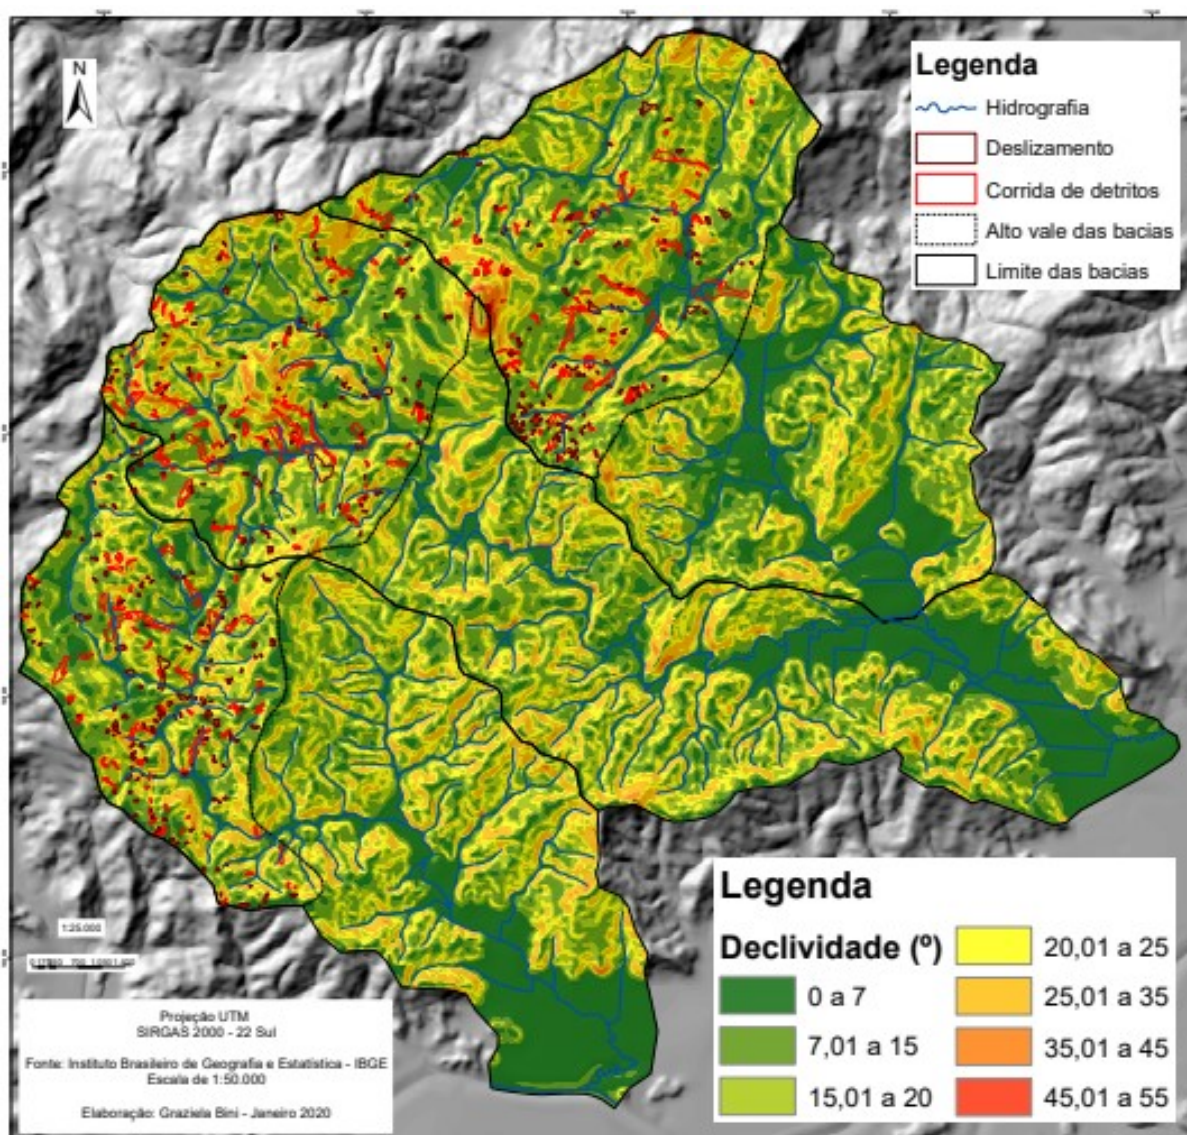 N
Legenda
Hidrografia
Deslizamento
Corrida de detritos
Alto vale das bacias
Limite das bacias
1:25.000
Legenda
Declividade (º)
0 a 7
7,01 a 15
15,01 a 20
20,01 a 25
25,01 a 35
35,01 a 45
45,01 a 55
Projeção UTM
SIRGAS 2000 - 22 Sul
Fonte: Instituto Brasileiro de Geografia e Estatística - IBGE
Escala de 1:50.000
Elaboração: Graziela Bini - Janeiro 2020